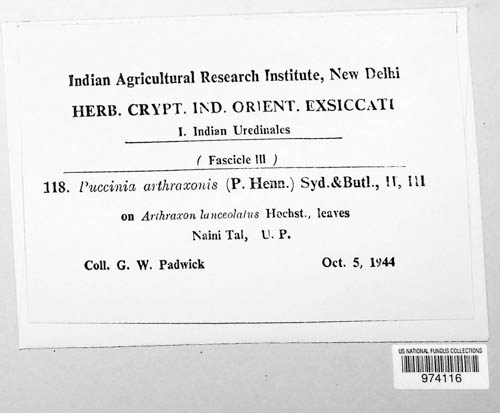 Indian Agricultural Research Institute, New Delhi
HERB. CRYPT. IND. ORIENT. EXSICCATI
I. Indian Uredinales
( Fascicle III )
118. Puccinia arthraxonis (P. Henn.) Syd.&Butl., II, III
on Arthraxon lanceolatus Hochst., leaves
Naini Tal, U. P.
Coll. G. W. Padwick Oct. 5, 1944
US NATIONAL FUNGUS COLLECTIONS
974116